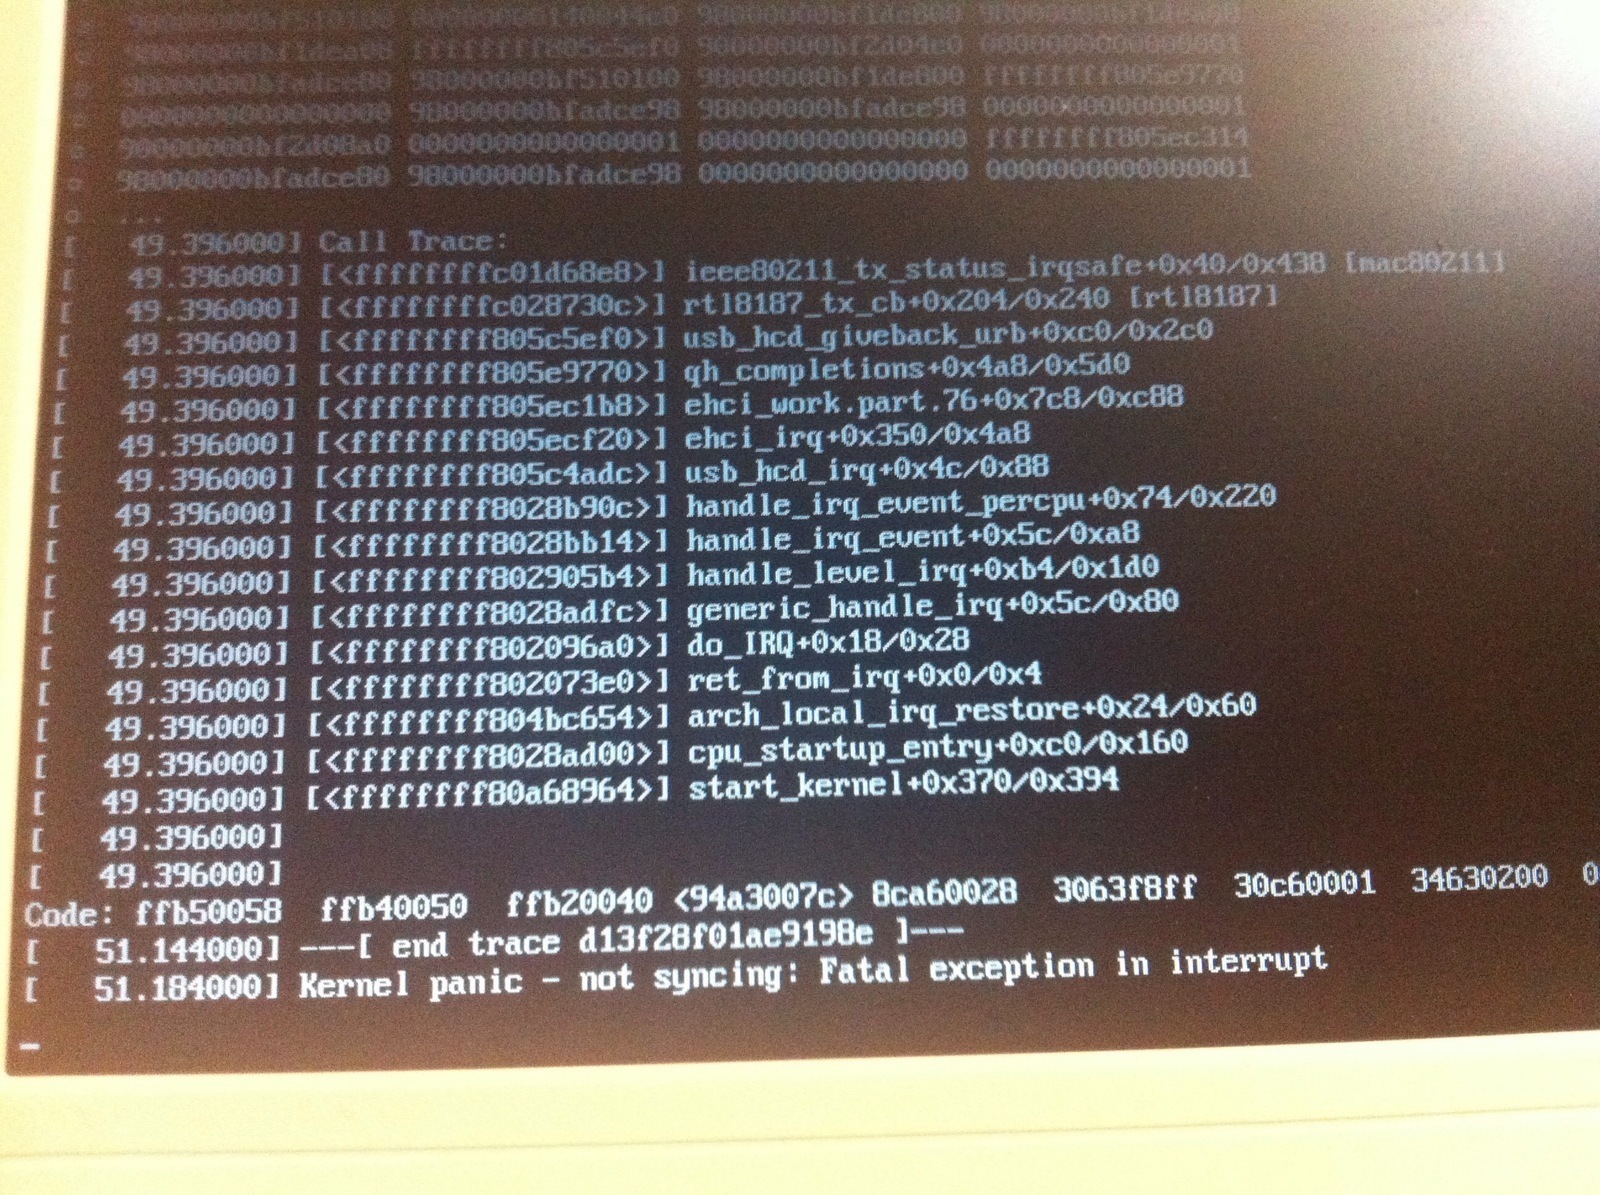 98000000bfadce80 98000000bf510100 98000000bf1de800 ffffffff805e9770
0000000000000000 98000000bfadce98 98000000bfadce98 0000000000000001
98000000bf2d08a0 0000000000000001 0000000000000000 ffffffff805ec314
98000000bfadce80 98000000bfadce98 0000000000000000 0000000000000001
...
[ 49.396000] Call Trace:
[ 49.396000] [<ffffffffc01d68e8>] ieee80211_tx_status_irqsafe+0x40/0x438 [mac80211]
[ 49.396000] [<ffffffffc028730c>] rtl8187_tx_cb+0x204/0x240 [rtl8187]
[ 49.396000] [<ffffffff805c5ef0>] usb_hcd_giveback_urb+0xc0/0x2c0
[ 49.396000] [<ffffffff805e9770>] qh_completions+0x4a8/0x5d0
[ 49.396000] [<ffffffff805ec1b8>] ehci_work.part.76+0x7c8/0xc88
[ 49.396000] [<ffffffff805ecf20>] ehci_irq+0x350/0x4a8
[ 49.396000] [<ffffffff805c4adc>] usb_hcd_irq+0x4c/0x88
[ 49.396000] [<ffffffff8028b90c>] handle_irq_event_percpu+0x74/0x220
[ 49.396000] [<ffffffff8028bb14>] handle_irq_event+0x5c/0xa8
[ 49.396000] [<ffffffff802905b4>] handle_level_irq+0xb4/0x1d0
[ 49.396000] [<ffffffff8028adfc>] generic_handle_irq+0x5c/0x80
[ 49.396000] [<ffffffff802096a0>] do_IRQ+0x18/0x28
[ 49.396000] [<ffffffff802073e0>] ret_from_irq+0x0/0x4
[ 49.396000] [<ffffffff804bc654>] arch_local_irq_restore+0x24/0x60
[ 49.396000] [<ffffffff8028ad00>] cpu_startup_entry+0xc0/0x160
[ 49.396000] [<ffffffff80a68964>] start_kernel+0x370/0x394
[ 49.396000]
[ 49.396000]
Code: ffb50058 ffb40050 ffb20040 <94a3007c> 8ca60028 3063f8ff 30c60001 34630200
[ 51.144000] ---[ end trace d13f28f01ae9198e ]---
[ 51.184000] Kernel panic - not syncing: Fatal exception in interrupt